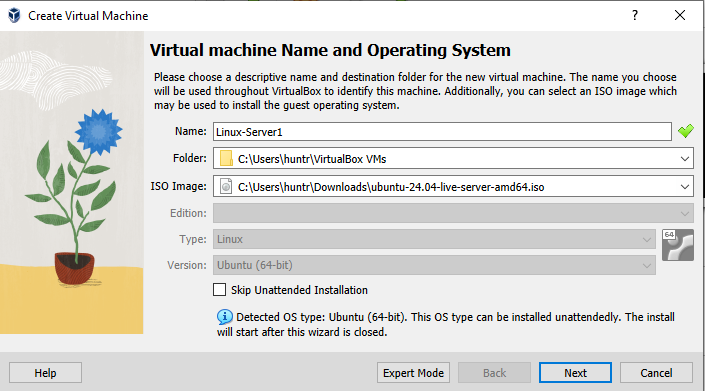 Create Virtual Machine
?
Virtual machine Name and Operating System
Please choose a descriptive name and destination folder for the new virtual machine. The name you choose
will be used throughout VirtualBox to identify this machine. Additionally, you can select an ISO image which
may be used to install the guest operating system.
Name: Linux-Server1
Folder: C:\Users\huntr\VirtualBox VMs
ISO Image: C:\Users\huntr\Downloads\ubuntu-24.04-live-server-amd64.iso
Edition:
Type: Linux 64
Version: Ubuntu (64-bit)
Skip Unattended Installation
Detected OS type: Ubuntu (64-bit). This OS type can be installed unattendedly. The install
will start after this wizard is closed.
Help Expert Mode Back Next Cancel